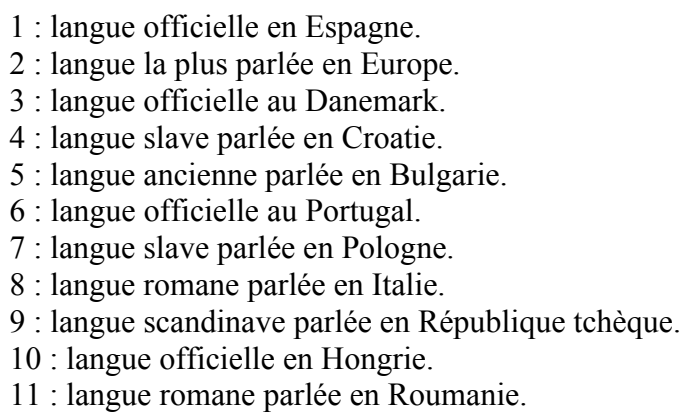 1 : langue officielle en Espagne.
2 : langue la plus parlée en Europe.
3 : langue officielle au Danemark.
4 : langue slave parlée en Croatie.
5 : langue ancienne parlée en Bulgarie.
6 : langue officielle au Portugal.
7 : langue slave parlée en Pologne.
8 : langue romane parlée en Italie.
9 : langue scandinave parlée en République tchèque.
10 : langue officielle en Hongrie.
11 : langue romane parlée en Roumanie.